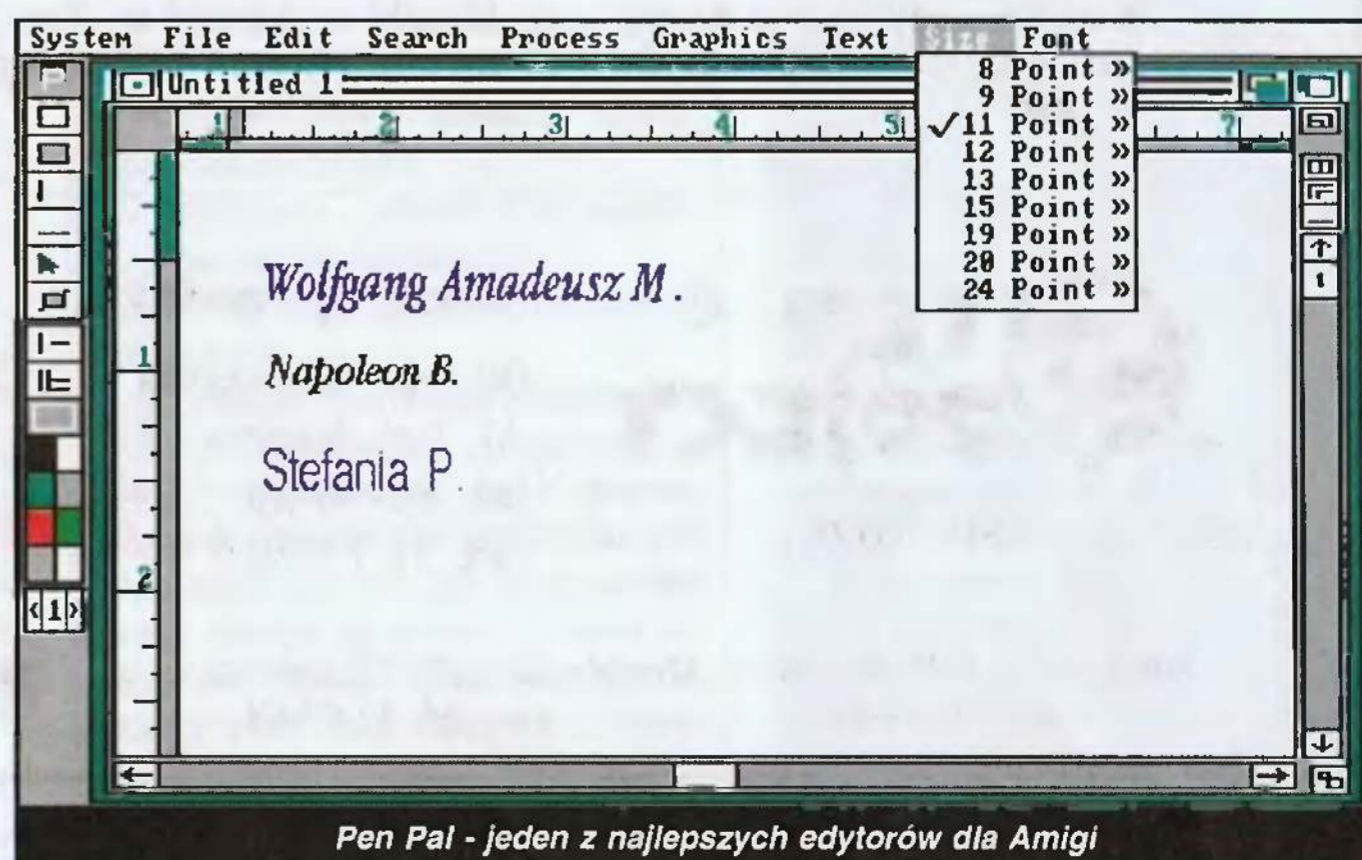 System File Edit Search Process Graphics Text Size Font
Untitled 1
8 Point »
9 Point »
✓11 Point »
12 Point »
13 Point »
15 Point »
19 Point »
20 Point »
24 Point »
1 2 3 4 5 7
Wolfgang Amadeusz M .
1
Napoleon B.
Stefania P.
2
<1>
1
Pen Pal - jeden z najlepszych edytorów dla Amigi